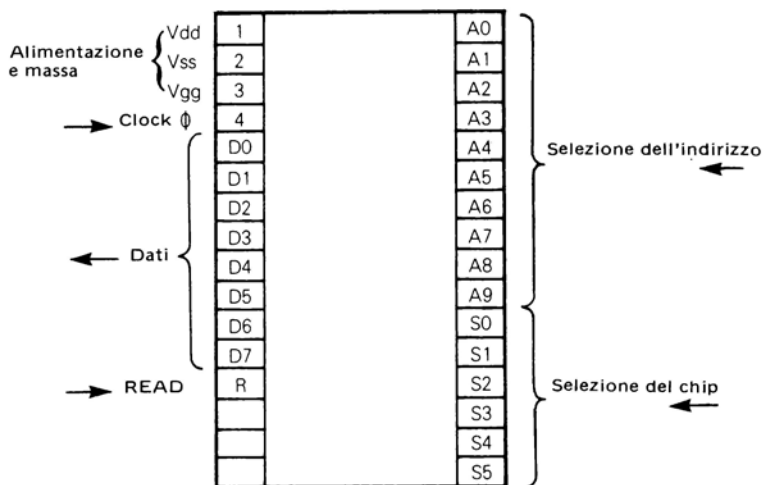 Alimentazione
e massa
Vdd
Vss
Vgg
Clock ϕ
Dati
READ
1
2
3
4
D0
D1
D2
D3
D4
D5
D6
D7
R
A0
A1
A2
A3
A4
A5
A6
A7
A8
A9
S0
S1
S2
S3
S4
S5
Selezione dell'indirizzo
Selezione del chip